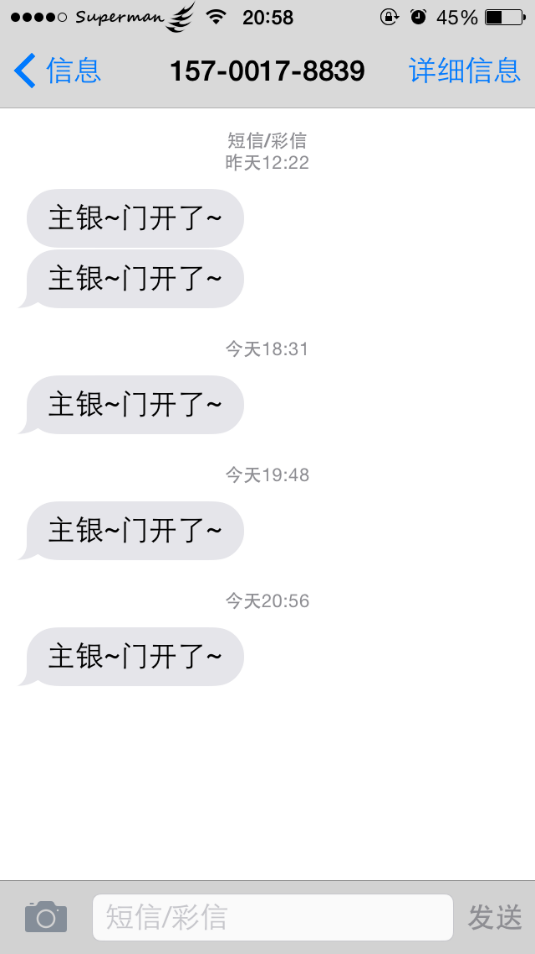 Superman 20:58 45%
信息 157-0017-8839 详细信息
短信/彩信
昨天12:22
主银~门开了~
主银~门开了~
今天18:31
主银~门开了~
今天19:48
主银~门开了~
今天20:56
主银~门开了~
短信/彩信 发送